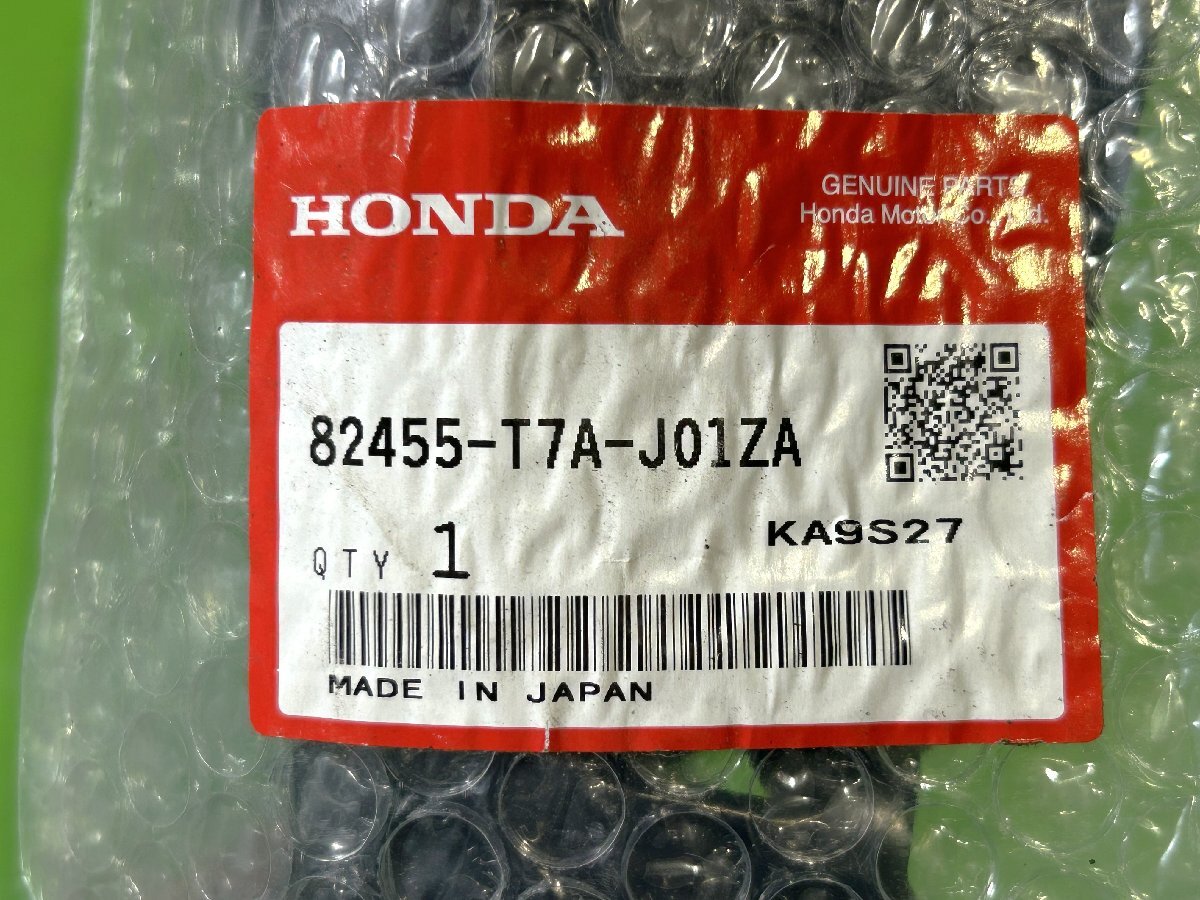 HONDA
GENUINE PARTS
Honda Motor Co., Ltd.
82455-T7A-J01ZA
KA9S27
QTY 1
MADE IN JAPAN